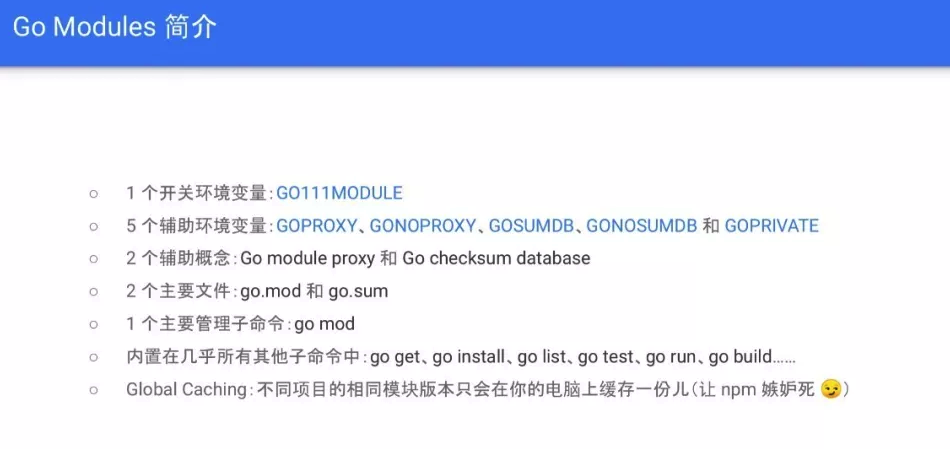 Go Modules 简介
○ 1 个开关环境变量：GO111MODULE
○ 5 个辅助环境变量：GOPROXY、GONOPROXY、GOSUMDB、GONOSUMDB 和 GOPRIVATE
○ 2 个辅助概念：Go module proxy 和 Go checksum database
○ 2 个主要文件：go.mod 和 go.sum
○ 1 个主要管理子命令：go mod
○ 内置在几乎所有其他子命令中：go get、go install、go list、go test、go run、go build……
○ Global Caching：不同项目的相同模块版本只会在你的电脑上缓存一份儿（让 npm 嫉妒死 😏）